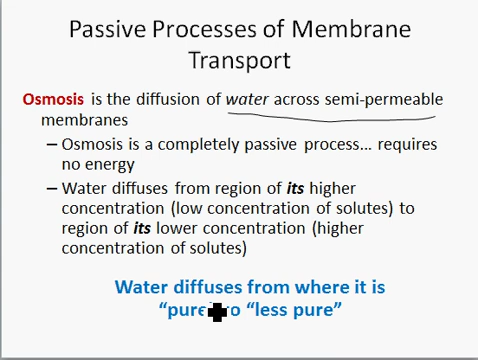 Passive Processes of Membrane
Transport
Osmosis is the diffusion of water across semi-permeable
membranes
– Osmosis is a completely passive process... requires
no energy
– Water diffuses from region of its higher
concentration (low concentration of solutes) to
region of its lower concentration (higher
concentration of solutes)
Water diffuses from where it is
“pure” to “less pure”